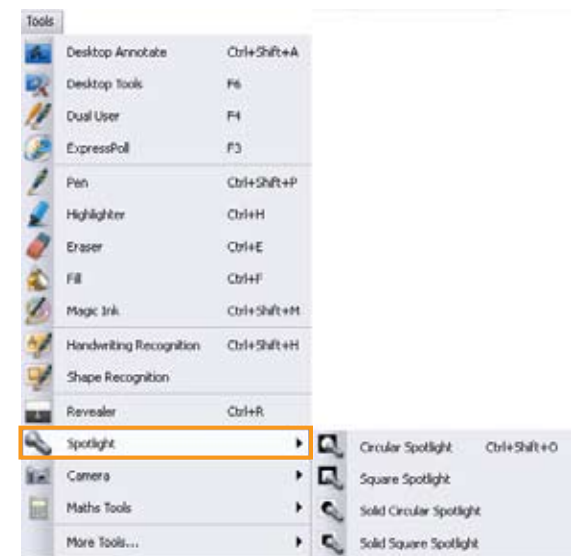 Tools
Desktop Annotate Ctrl+Shift+A
Desktop Tools F6
Dual User F4
ExpressPoll F3
Pen Ctrl+Shift+P
Highlighter Ctrl+H
Eraser Ctrl+E
Fill Ctrl+F
Magic Ink Ctrl+Shift+M
Handwriting Recognition Ctrl+Shift+H
Shape Recognition
Revealer Ctrl+R
Spotlight
Circular Spotlight Ctrl+Shift+O
Camera
Square Spotlight
Maths Tools
Solid Circular Spotlight
More Tools...
Solid Square Spotlight